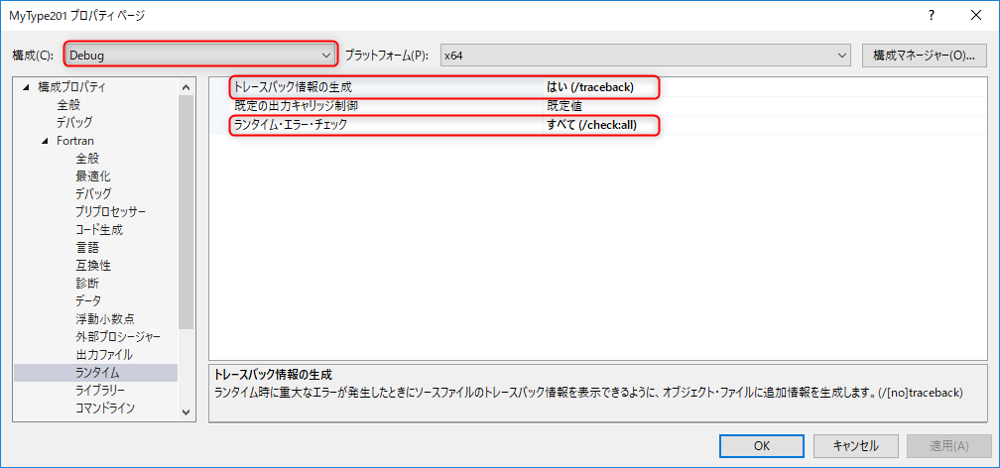 MyType201 プロパティ ページ
?
構成(C):
Debug
プラットフォーム(P):
x64
構成マネージャー(O)...
構成プロパティ
全般
デバッグ
Fortran
全般
最適化
デバッグ
プリプロセッサー
コード生成
言語
互換性
診断
データ
浮動小数点
外部プロシージャー
出力ファイル
ランタイム
ライブラリー
コマンドライン
トレースバック情報の生成 はい (/traceback)
既定の出力キャリッジ制御 既定値
ランタイム・エラー・チェック すべて (/check:all)
トレースバック情報の生成
ランタイム時に重大なエラーが発生したときにソースファイルのトレースバック情報を表示できるように、オブジェクト・ファイルに追加情報を生成します。(/[no]traceback)
OK
キャンセル
適用(A)